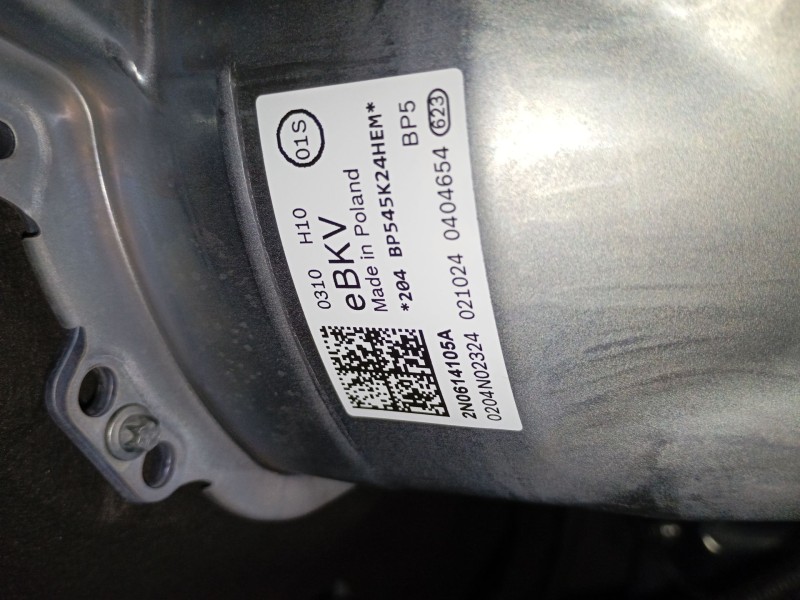 0310 H10 01S
eBKV
Made in Poland
*204 BP545K24HEM*
BP5
2N0614105A 021024 0404654 623
0204N02324